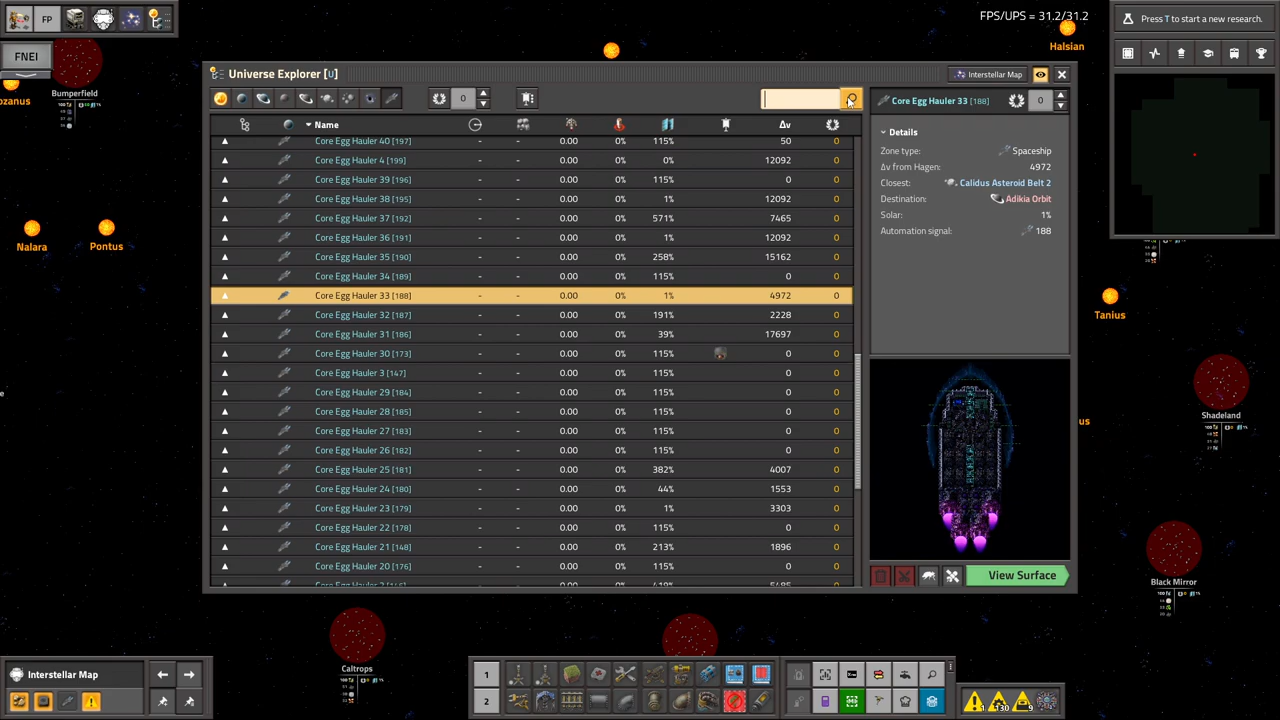 FP
FPS/UPS = 31.2/31.2
Press T to start a new research.
FNEI
Halsian
ozanus
Bumperfield
Universe Explorer [U]
Interstellar Map
0
Name
Δv
Core Egg Hauler 40 [197] - - 0.00 0% 115% 50 0
Core Egg Hauler 4 [199] - - 0.00 0% 0% 12092 0
Core Egg Hauler 39 [196] - - 0.00 0% 115% 0 0
Core Egg Hauler 38 [195] - - 0.00 0% 1% 12092 0
Core Egg Hauler 37 [192] - - 0.00 0% 571% 7465 0
Core Egg Hauler 36 [191] - - 0.00 0% 1% 12092 0
Core Egg Hauler 35 [190] - - 0.00 0% 258% 15162 0
Core Egg Hauler 34 [189] - - 0.00 0% 115% 0 0
Core Egg Hauler 33 [188] - - 0.00 0% 1% 4972 0
Core Egg Hauler 32 [187] - - 0.00 0% 191% 2228 0
Core Egg Hauler 31 [186] - - 0.00 0% 39% 17697 0
Core Egg Hauler 30 [173] - - 0.00 0% 115% 0 0
Core Egg Hauler 3 [147] - - 0.00 0% 115% 0 0
Core Egg Hauler 29 [184] - - 0.00 0% 115% 0 0
Core Egg Hauler 28 [185] - - 0.00 0% 115% 0 0
Core Egg Hauler 27 [183] - - 0.00 0% 115% 0 0
Core Egg Hauler 26 [182] - - 0.00 0% 115% 0 0
Core Egg Hauler 25 [181] - - 0.00 0% 382% 4007 0
Core Egg Hauler 24 [180] - - 0.00 0% 44% 1553 0
Core Egg Hauler 23 [179] - - 0.00 0% 1% 3303 0
Core Egg Hauler 22 [178] - - 0.00 0% 115% 0 0
Core Egg Hauler 21 [148] - - 0.00 0% 213% 1896 0
Core Egg Hauler 20 [176] - - 0.00 0% 115% 0 0
Core Egg Hauler 33 [188]
0
Details
Zone type: Spaceship
Δv from Hagen: 4972
Closest: Calidus Asteroid Belt 2
Destination: Adikia Orbit
Solar: 1%
Automation signal: 188
View Surface
Nalara
Pontus
Tanius
Shadeland
us
Black Mirror
Caltrops
Interstellar Map
1
2